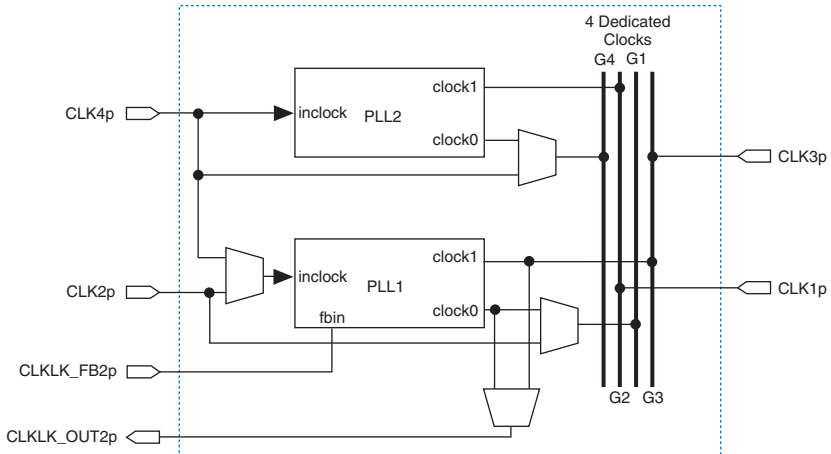 4 Dedicated
Clocks
G4 G1
clock1
CLK4p
inclock
PLL2
clock0
CLK3p
clock1
inclock
CLK2p
PLL1
CLK1p
clock0
fbin
CLKLK_FB2p
G2 G3
CLKLK_OUT2p